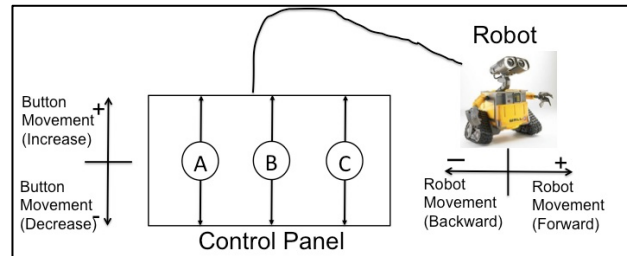 Robot
Button
Movement
(Increase)
+
A
B
C
Button
Movement
(Decrease)
-
Control Panel
−
+
Robot
Movement
(Backward)
Robot
Movement
(Forward)